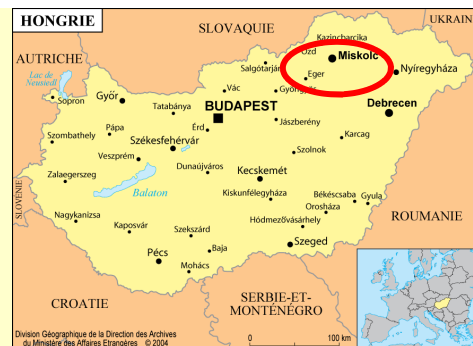 HONGRIE
SLOVAQUIE
UKRAIN
AUTRICHE
Kazincbarcika
Ózd
Miskolc
Lac de
Neusiedl
Salgótarján
Eger
Nyíregyháza
Sopron
Győr
Vác
Gyöngyös
Tatabánya
BUDAPEST
Debrecen
Szombathely
Pápa
Érd
Jászberény
Székesfehérvár
Karcag
Veszprém
Szolnok
Zalaegerszeg
Dunaújváros
Kecskemét
SLOVÉNIE
Balaton
Kiskunfélegyháza
Békéscsaba
Gyula
Nagykanizsa
Orosháza
ROUMANIE
Kaposvár
Szekszárd
Hódmezővásárhely
Pécs
Baja
Szeged
Mohács
CROATIE
SERBIE-ET-
MONTÉNÉGRO
Division Géographique de la Direction des Archives
du Ministère des Affaires Etrangères © 2004
0
100 km